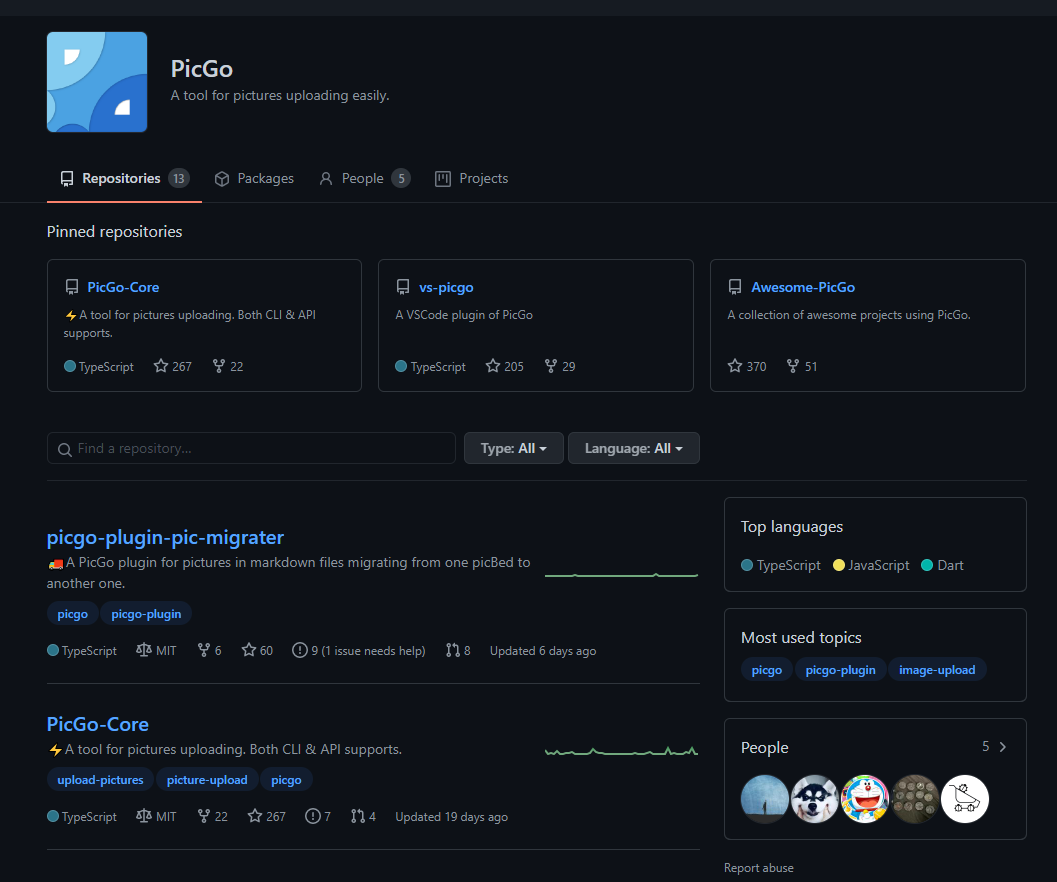 PicGo
A tool for pictures uploading easily.
Repositories 13 Packages People 5 Projects
Pinned repositories
PicGo-Core
⚡A tool for pictures uploading. Both CLI & API
supports.
TypeScript 267 22
vs-picgo
A VSCode plugin of PicGo
TypeScript 205 29
Awesome-PicGo
A collection of awesome projects using PicGo.
370 51
Find a repository...
Type: All
Language: All
picgo-plugin-pic-migrater
🚚A PicGo plugin for pictures in markdown files migrating from one picBed to
another one.
picgo picgo-plugin
TypeScript MIT 6 60 9 (1 issue needs help) 8 Updated 6 days ago
PicGo-Core
⚡A tool for pictures uploading. Both CLI & API supports.
upload-pictures picture-upload picgo
TypeScript MIT 22 267 7 4 Updated 19 days ago
Top languages
TypeScript JavaScript Dart
Most used topics
picgo picgo-plugin image-upload
People 5
Report abuse